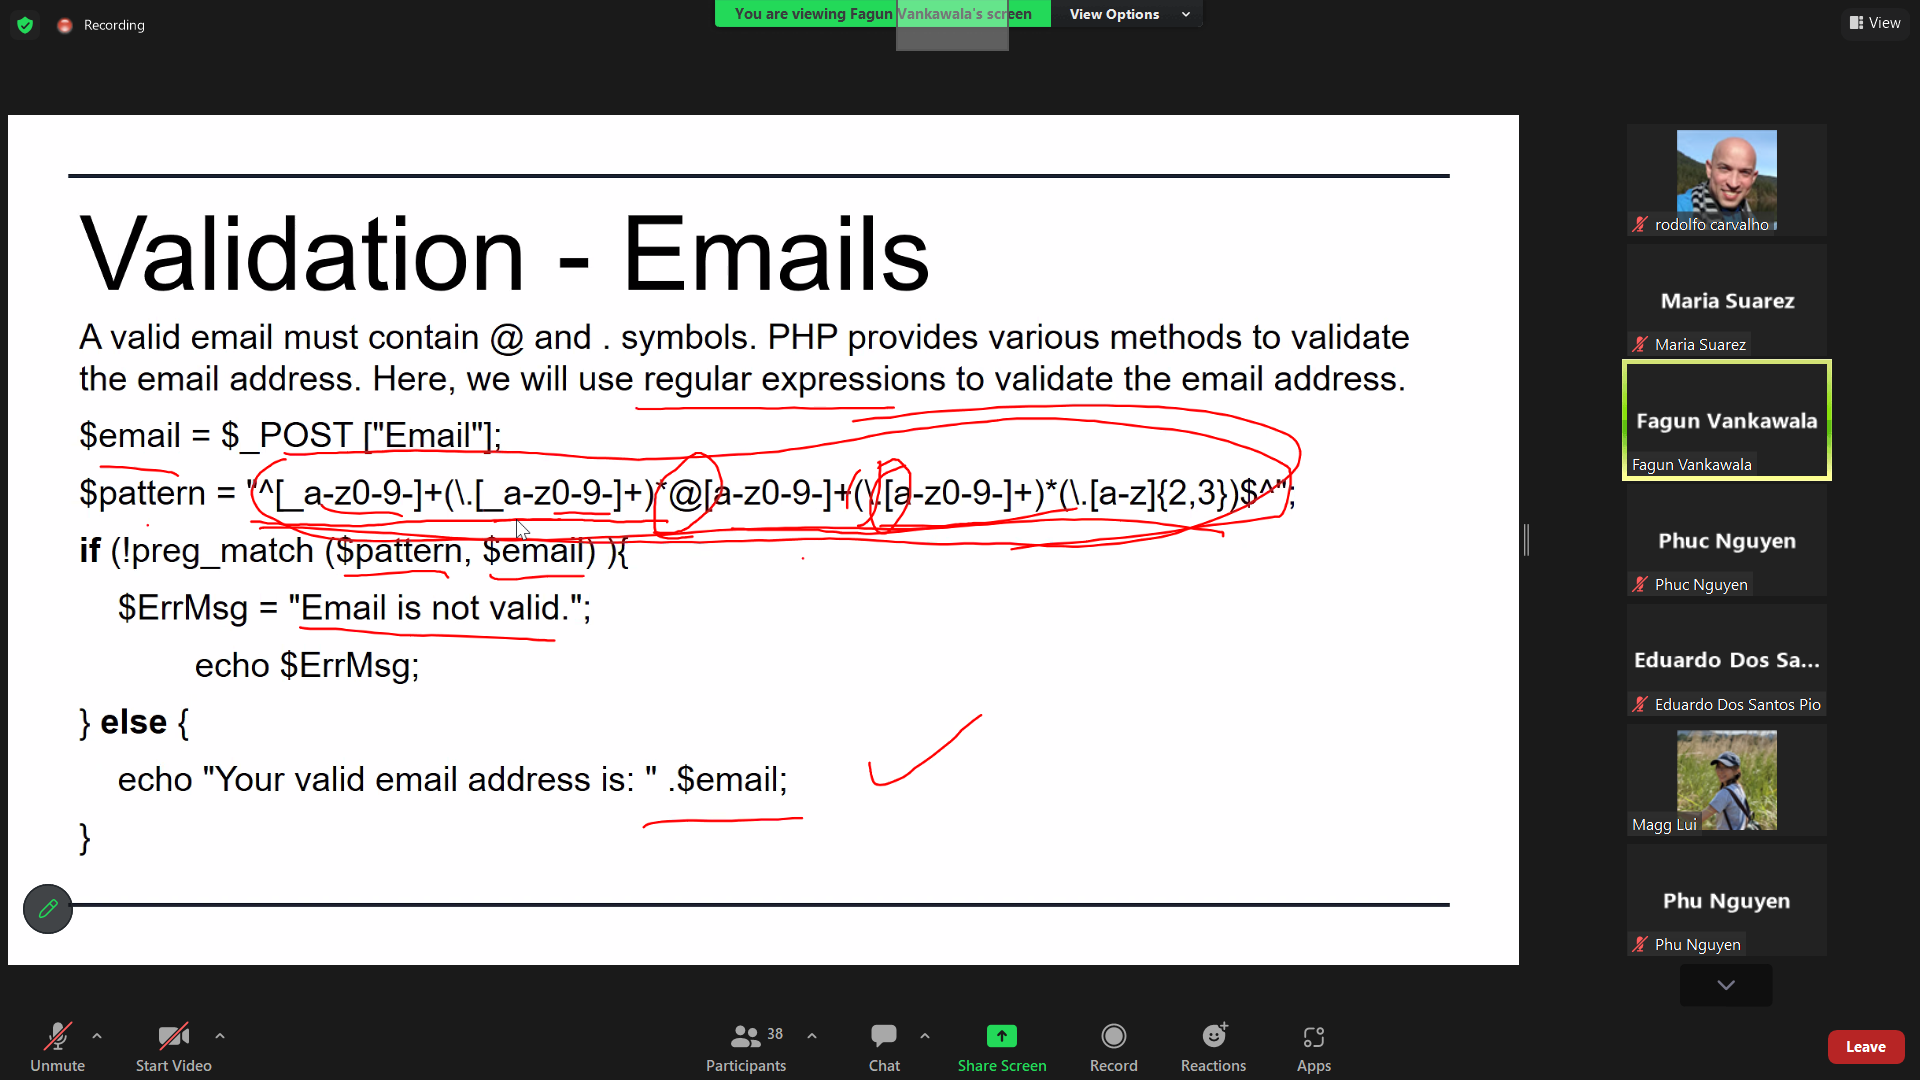 Recording
You are viewing Fagun Vankawala's screen
View Options
View
Validation - Emails
A valid email must contain @ and . symbols. PHP provides various methods to validate
the email address. Here, we will use regular expressions to validate the email address.
$email = $_POST ["Email"];
$pattern = "^[_a-z0-9-]+(\.[_a-z0-9-]+)*@[a-z0-9-]+(\.[a-z0-9-]+)*(\.[a-z]{2,3})$^";
if (!preg_match ($pattern, $email) ){
$ErrMsg = "Email is not valid.";
echo $ErrMsg;
} else {
echo "Your valid email address is: " .$email;
}
rodolfo carvalho
Maria Suarez
Maria Suarez
Fagun Vankawala
Fagun Vankawala
Phuc Nguyen
Phuc Nguyen
Eduardo Dos Sa...
Eduardo Dos Santos Pio
Magg Lui
Phu Nguyen
Phu Nguyen
Unmute
Start Video
38
Participants
Chat
Share Screen
Record
Reactions
Apps
Leave